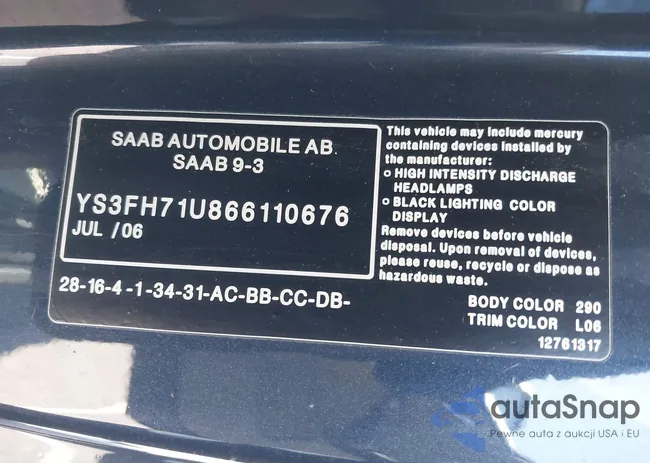 SAAB AUTOMOBILE AB.
SAAB 9-3
YS3FH71U866110676
JUL /06
28-16-4 -1-34-31-AC-BB-CC-DB-
This vehicle may include mercury
containing devices installed by
the manufacturer:
o HIGH INTENSITY DISCHARGE
HEADLAMPS
o BLACK LIGHTING COLOR
DISPLAY
Remove devices before vehicle
disposal. Upon removal of devices,
please reuse, recycle or dispose as
hazardous waste.
BODY COLOR 290
TRIM COLOR L06
12761317
autaSnap
Pewne auta z aukcji USA i EU